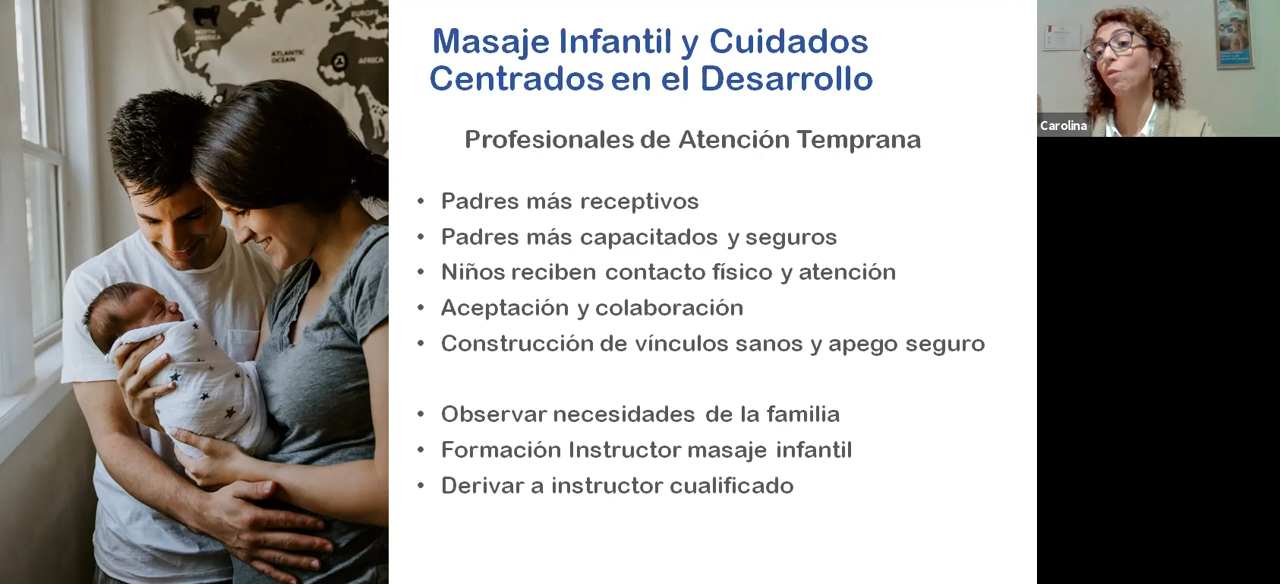 EUROPE
NORTH
AMERICA
ATLANTIC
OCEAN
AFRICA
Masaje Infantil y Cuidados
Centrados en el Desarrollo
Profesionales de Atención Temprana
• Padres más receptivos
• Padres más capacitados y seguros
• Niños reciben contacto físico y atención
• Aceptación y colaboración
• Construcción de vínculos sanos y apego seguro
• Observar necesidades de la familia
• Formación Instructor masaje infantil
• Derivar a instructor cualificado
Carolina